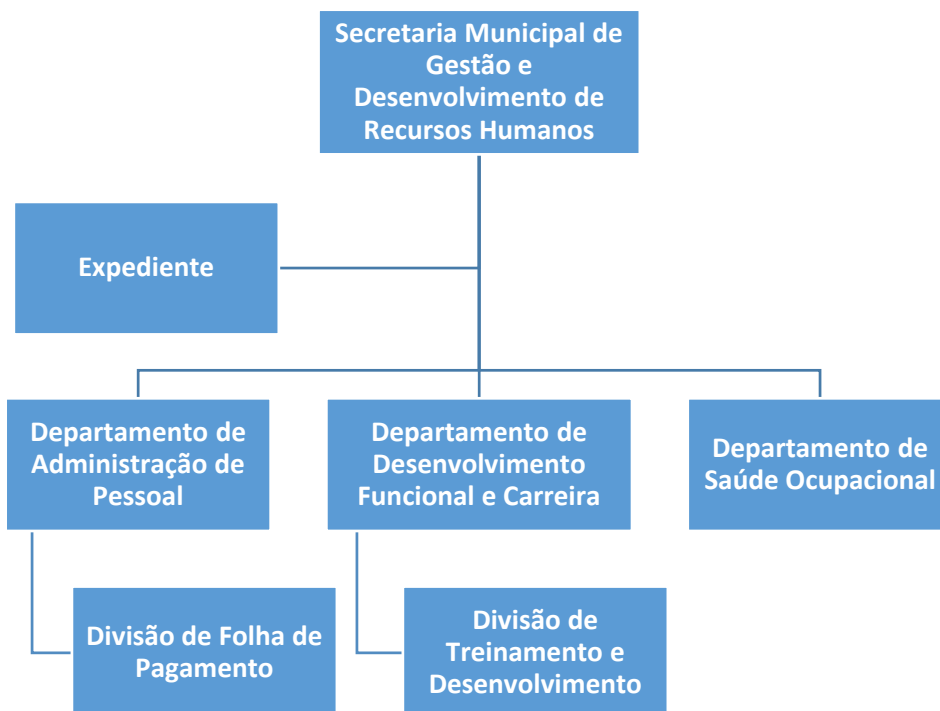 Secretaria Municipal de
Gestão e
Desenvolvimento de
Recursos Humanos
Expediente
Departamento de
Administração de
Pessoal
Departamento de
Desenvolvimento
Funcional e Carreira
Departamento de
Saúde Ocupacional
Divisão de Folha de
Pagamento
Divisão de
Treinamento e
Desenvolvimento